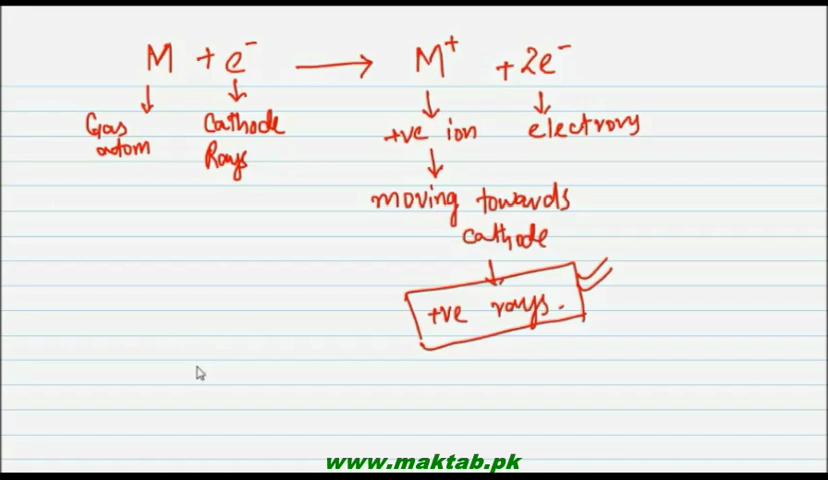 M + e⁻ → M⁺ + 2e⁻
Gas atom
Cathode Rays
+ve ion
electrons
moving towards
cathode
+ve rays.
www.maktab.pk